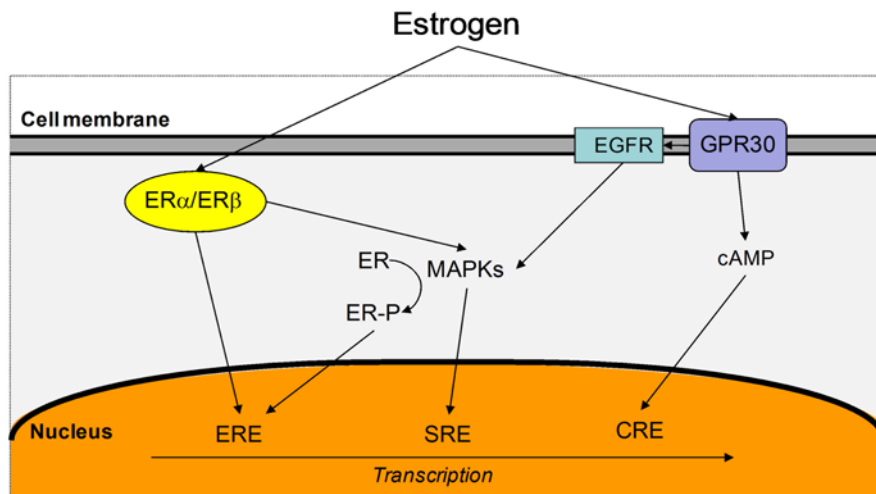 Estrogen
Cell membrane
EGFR
GPR30
ERα/ERβ
ER
MAPKs
cAMP
ER-P
Nucleus
ERE
SRE
CRE
Transcription